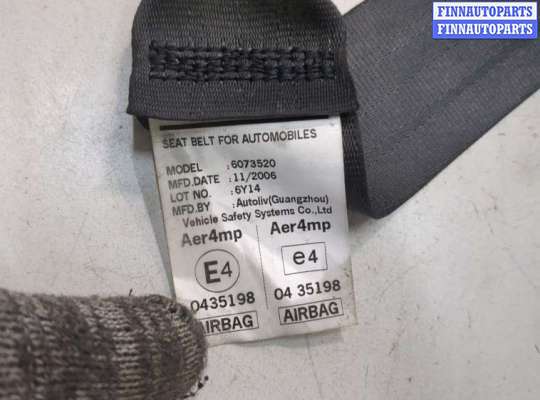 FINNAUTOPARTS
FINNAUTOPARTS
SEAT BELT FOR AUTOMOBILES
MODEL :6073520
MFD.DATE :11/2006
LOT NO. :6Y14
MFD.BY :Autoliv(Guangzhou)
Vehicle Safety Systems Co.,Ltd
Aer4mp Aer4mp
E4 e4
0435198 04 35198
AIRBAG AIRBAG